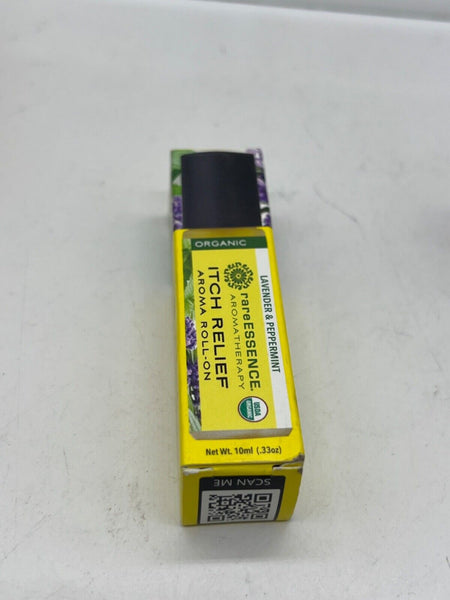 ORGANIC
rareESSENCE.
AROMATHERAPY
ITCH RELIEF
AROMA ROLL-ON
LAVENDER & PEPPERMINT
USDA
ORGANIC
Net Wt. 10ml (.33oz)
SCAN ME